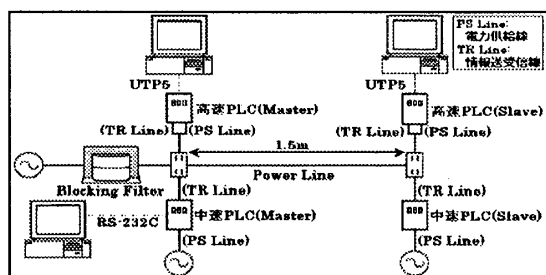 PS Line:
電力供給線
TR Line:
情報送受信線
UTP5
UTP5
高速PLC(Master)
高速PLC(Slave)
(TR Line)
(PS Line)
(TR Line)
(PS Line)
1.5m
Power Line
Blocking Filter
(TR Line)
(TR Line)
RS-232C
中速PLC(Master)
中速PLC(Slave)
(PS Line)
(PS Line)